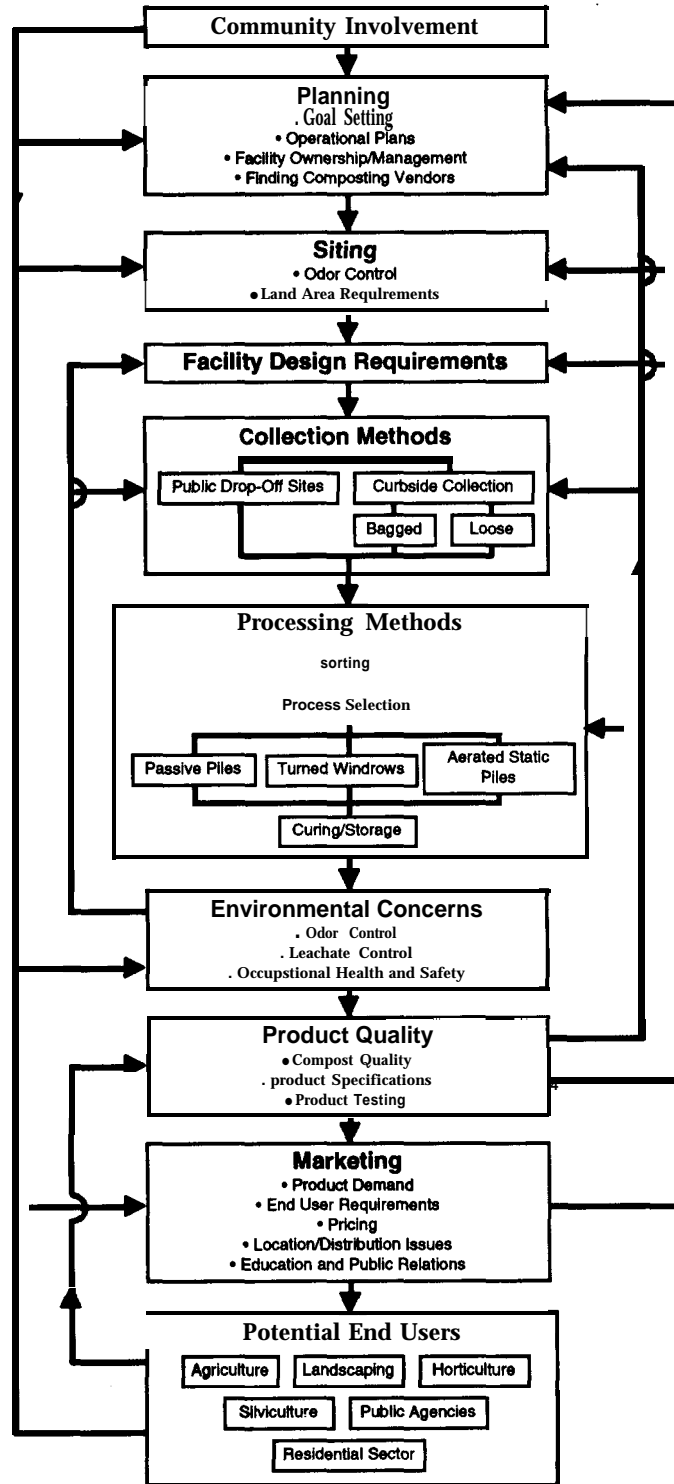 Community Involvement
Planning
. Goal Setting
• Operational Plans
• Facility Ownership/Management
• Finding Composting Vendors
Siting
• Odor Control
• Land Area Requlrements
Facility Design Requirements
Collection Methods
Public Drop-Off Sites
Curbside Collection
Bagged
Loose
Processing Methods
sorting
Process Selection
Passive Piles
Turned Windrows
Aerated Static
Piles
Curing/Storage
Environmental Concerns
. Odor Control
. Leachate Control
. Occupstional Health and Safety
Product Quality
• Compost Quality
. product Specifications
• Product Testing
4
Marketing
• Product Demand
• End User Requirements
• Pricing
• Location/Distribution Issues
• Education and Public Relations
Potential End Users
Agriculture
Landscaping
Horticulture
Silviculture
Public Agencies
Residential Sector